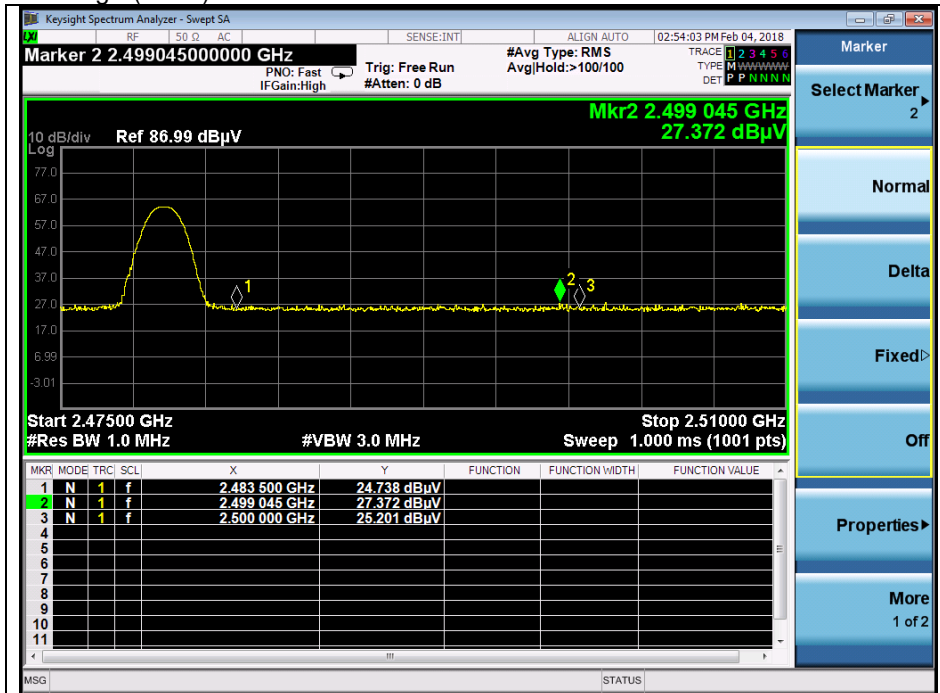 Keysight Spectrum Analyzer - Swept SA
LXI RF 50 Ω AC SENSE:INT ALIGN AUTO 02:54:03 PM Feb 04, 2018
Marker 2 2.499045000000 GHz
PNO: Fast
IFGain:High
Trig: Free Run
#Atten: 0 dB
#Avg Type: RMS
Avg|Hold:>100/100
TRACE 1 2 3 4 5 6
TYPE M W W W W W
DET P P N N N N
Mkr2 2.499 045 GHz
27.372 dBµV
10 dB/div Ref 86.99 dBµV
Log
77.0
67.0
57.0
47.0
37.0
27.0
17.0
6.99
-3.01
1
2
3
Start 2.47500 GHz Stop 2.51000 GHz
#Res BW 1.0 MHz #VBW 3.0 MHz Sweep 1.000 ms (1001 pts)
MKR MODE TRC SCL X Y FUNCTION FUNCTION WIDTH FUNCTION VALUE
1 N 1 f 2.483 500 GHz 24.738 dBµV
2 N 1 f 2.499 045 GHz 27.372 dBµV
3 N 1 f 2.500 000 GHz 25.201 dBµV
4
5
6
7
8
9
10
11
MSG STATUS
Marker
Select Marker
2
Normal
Delta
Fixed
Off
Properties
More
1 of 2